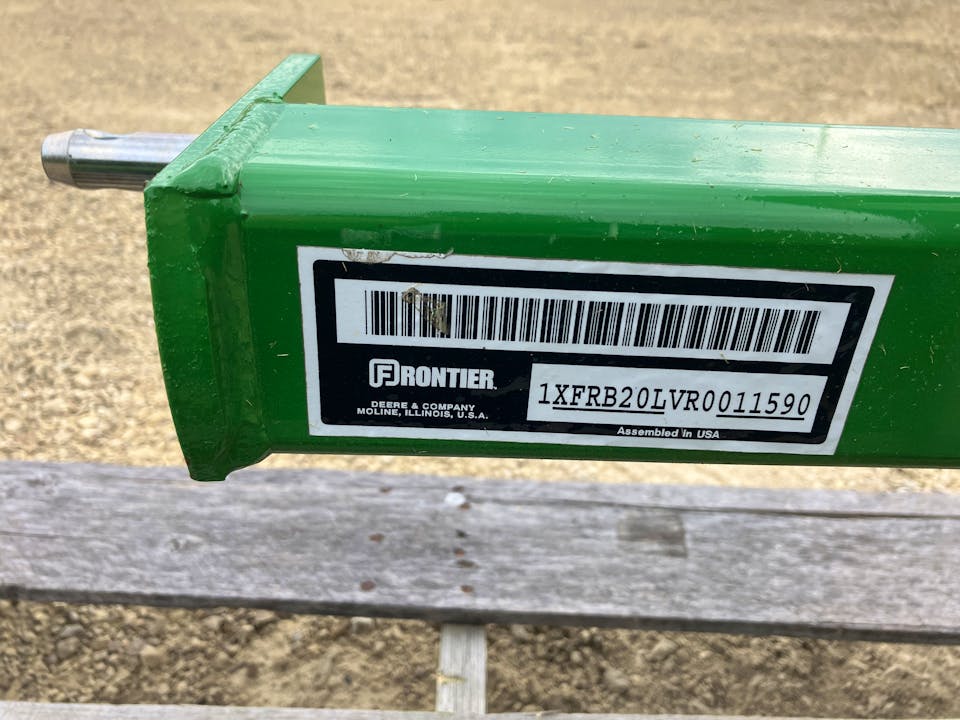 FRONTIER
DEERE & COMPANY
MOLINE, ILLINOIS, U.S.A.
1XFRB20LVR0011590
Assembled in USA